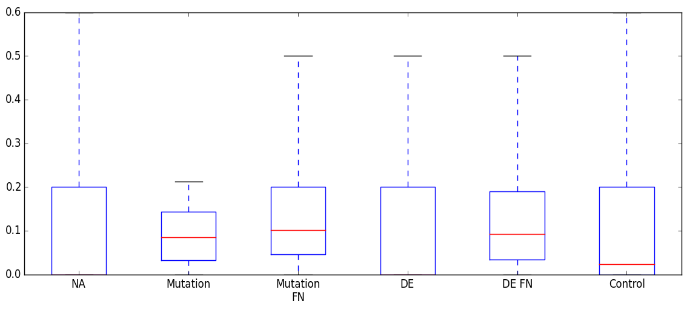 0.6
0.5
0.4
0.3
0.2
0.1
0.0
NA
Mutation
Mutation
FN
DE
DE FN
Control